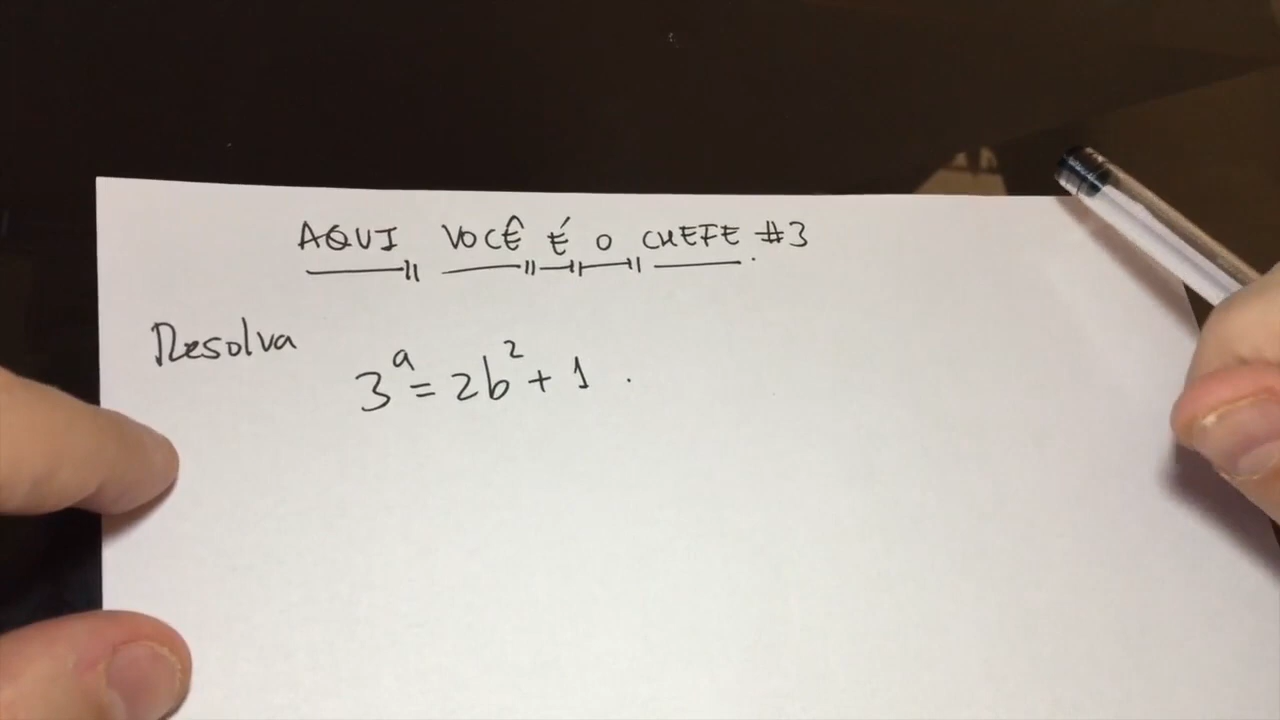 AQUI VOCÊ É O CHEFE #3
Resolva
3^a = 2b^2 + 1 .